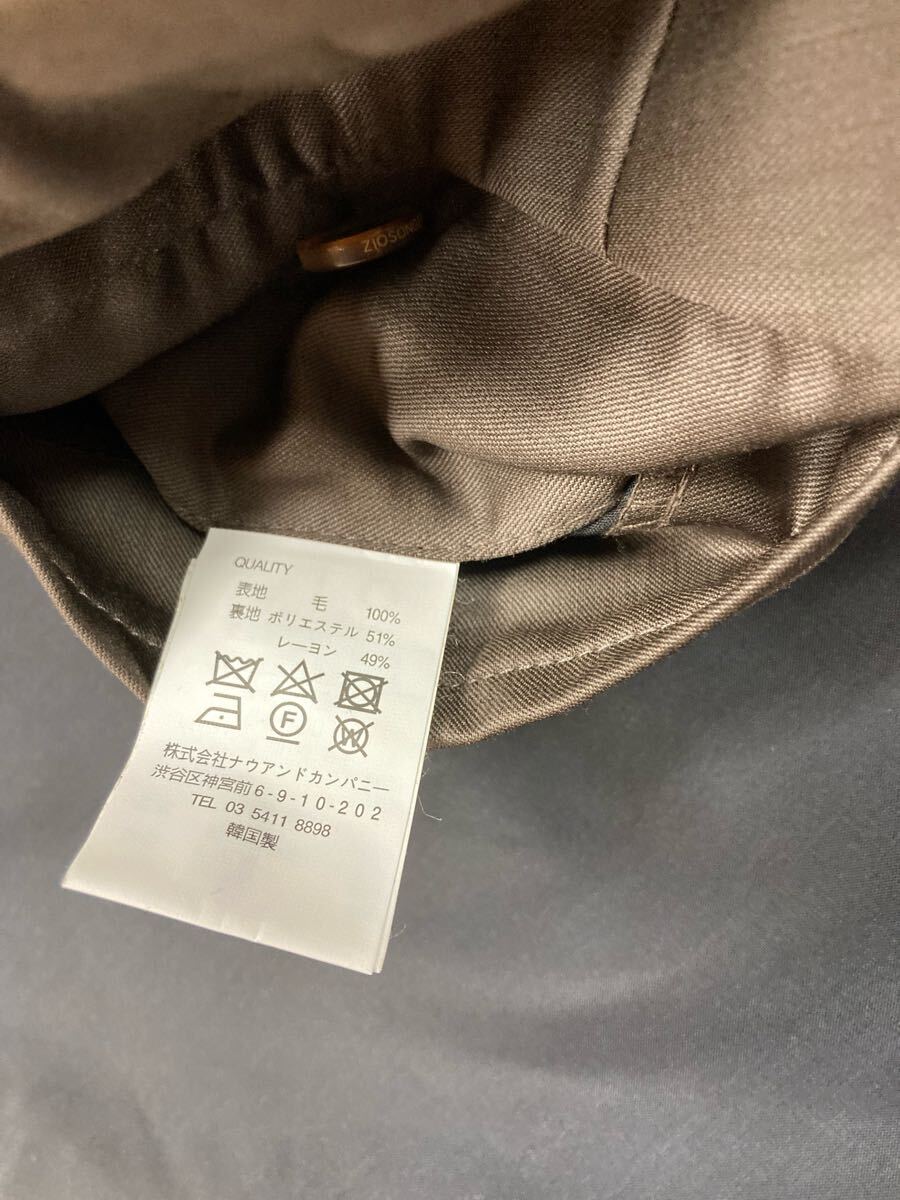 ZIOSONG
QUALITY
表地 毛 100%
裏地 ポリエステル 51%
レーヨン 49%
F
W
株式会社ナウアンドカンパニー
渋谷区神宮前6-9-10-202
TEL 03 5411 8898
韓国製